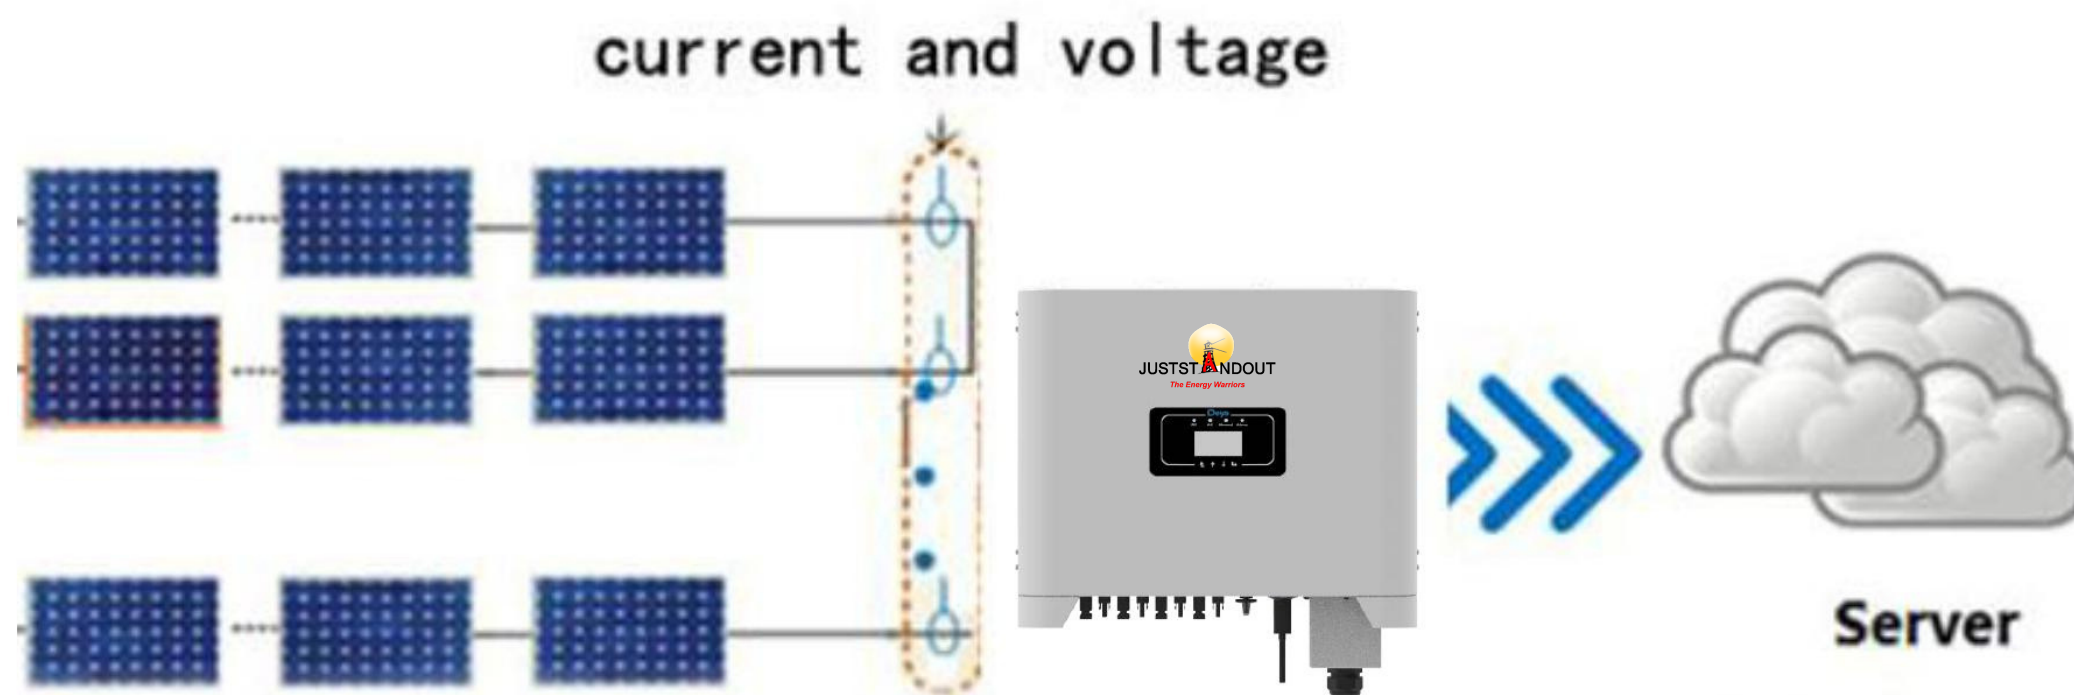 current and voltage
JUSTSTANDOUT
The Energy Warriors
Server